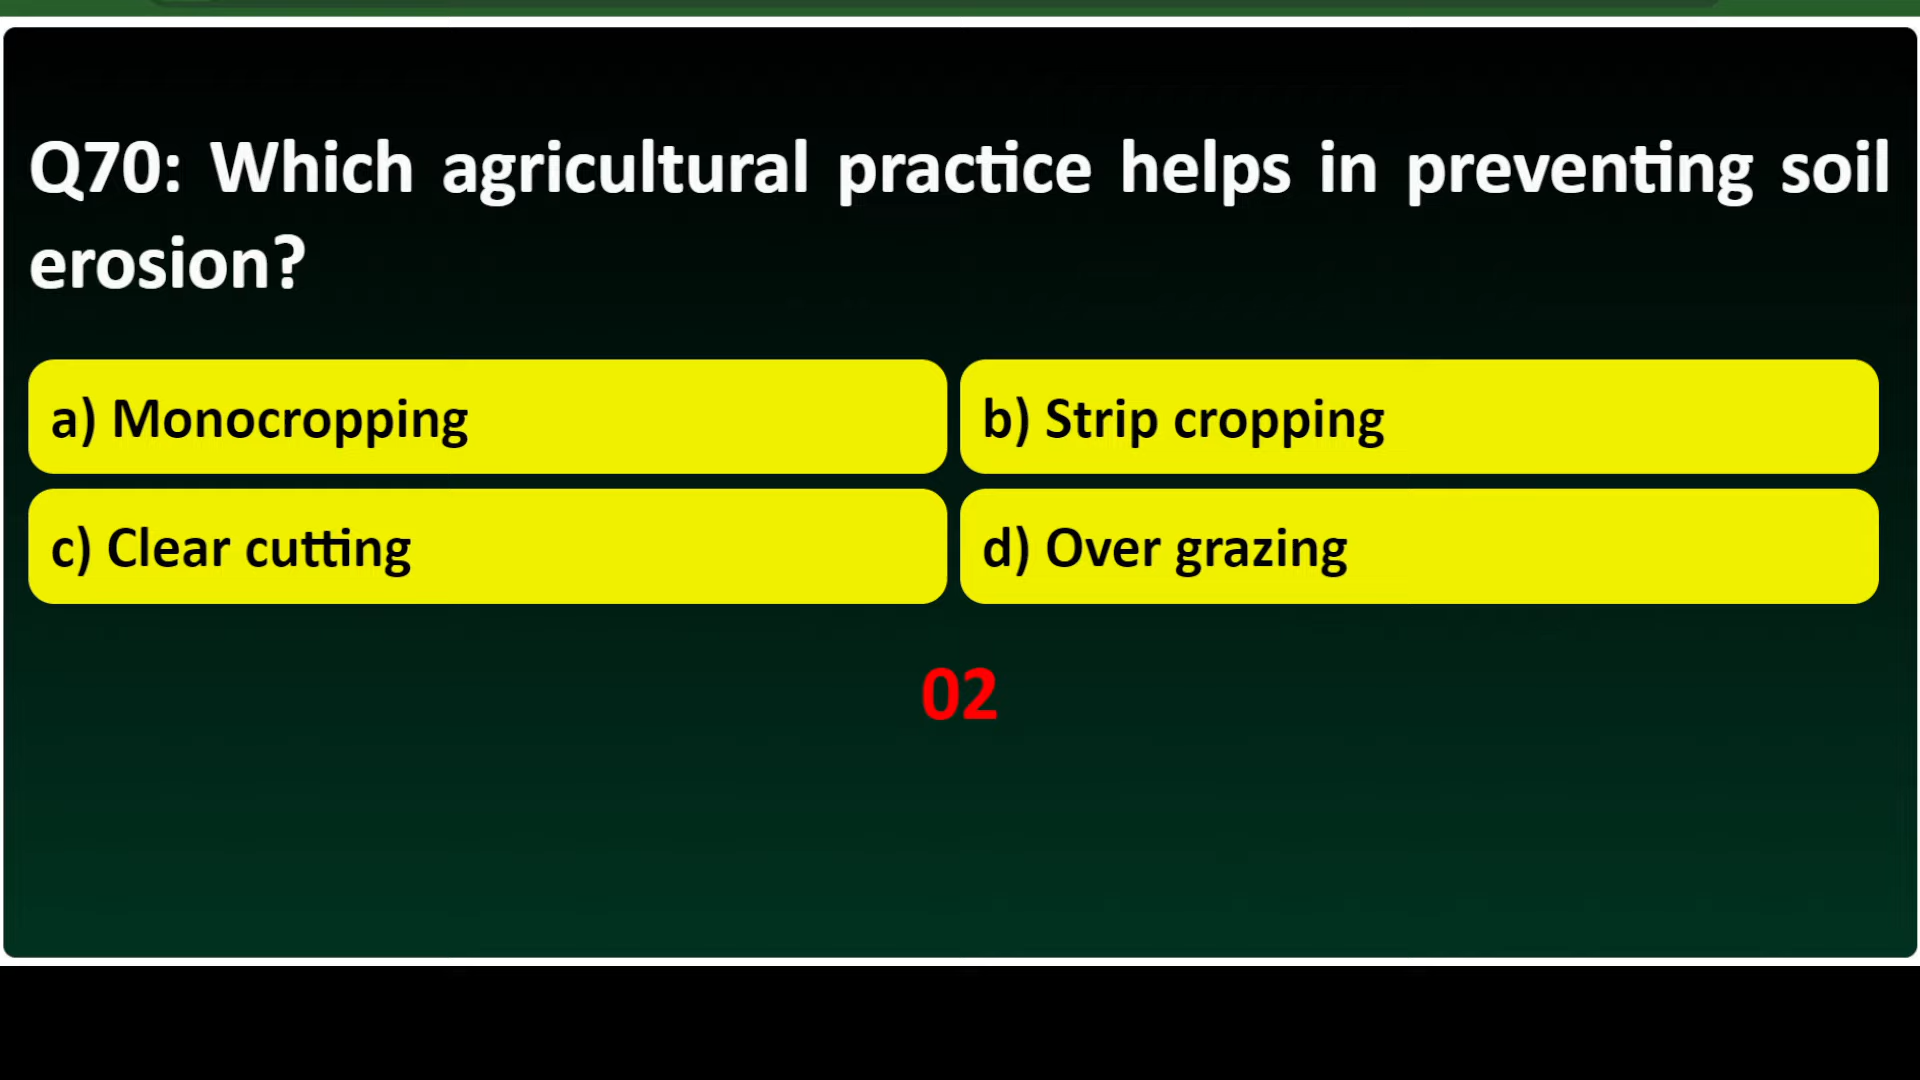 Q70: Which agricultural practice helps in preventing soil
erosion?
a) Monocropping
b) Strip cropping
c) Clear cutting
d) Over grazing
02